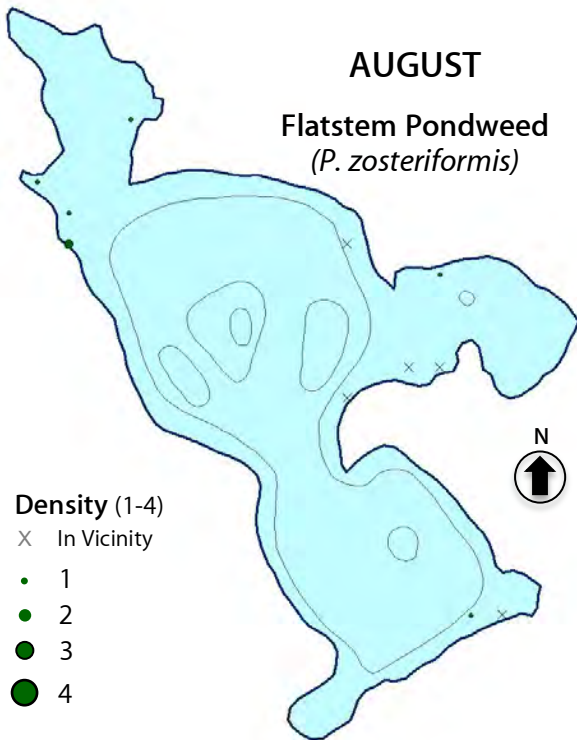 AUGUST
Flatstem Pondweed
(P. zosteriformis)
N
Density (1-4)
X In Vicinity
1
2
3
4